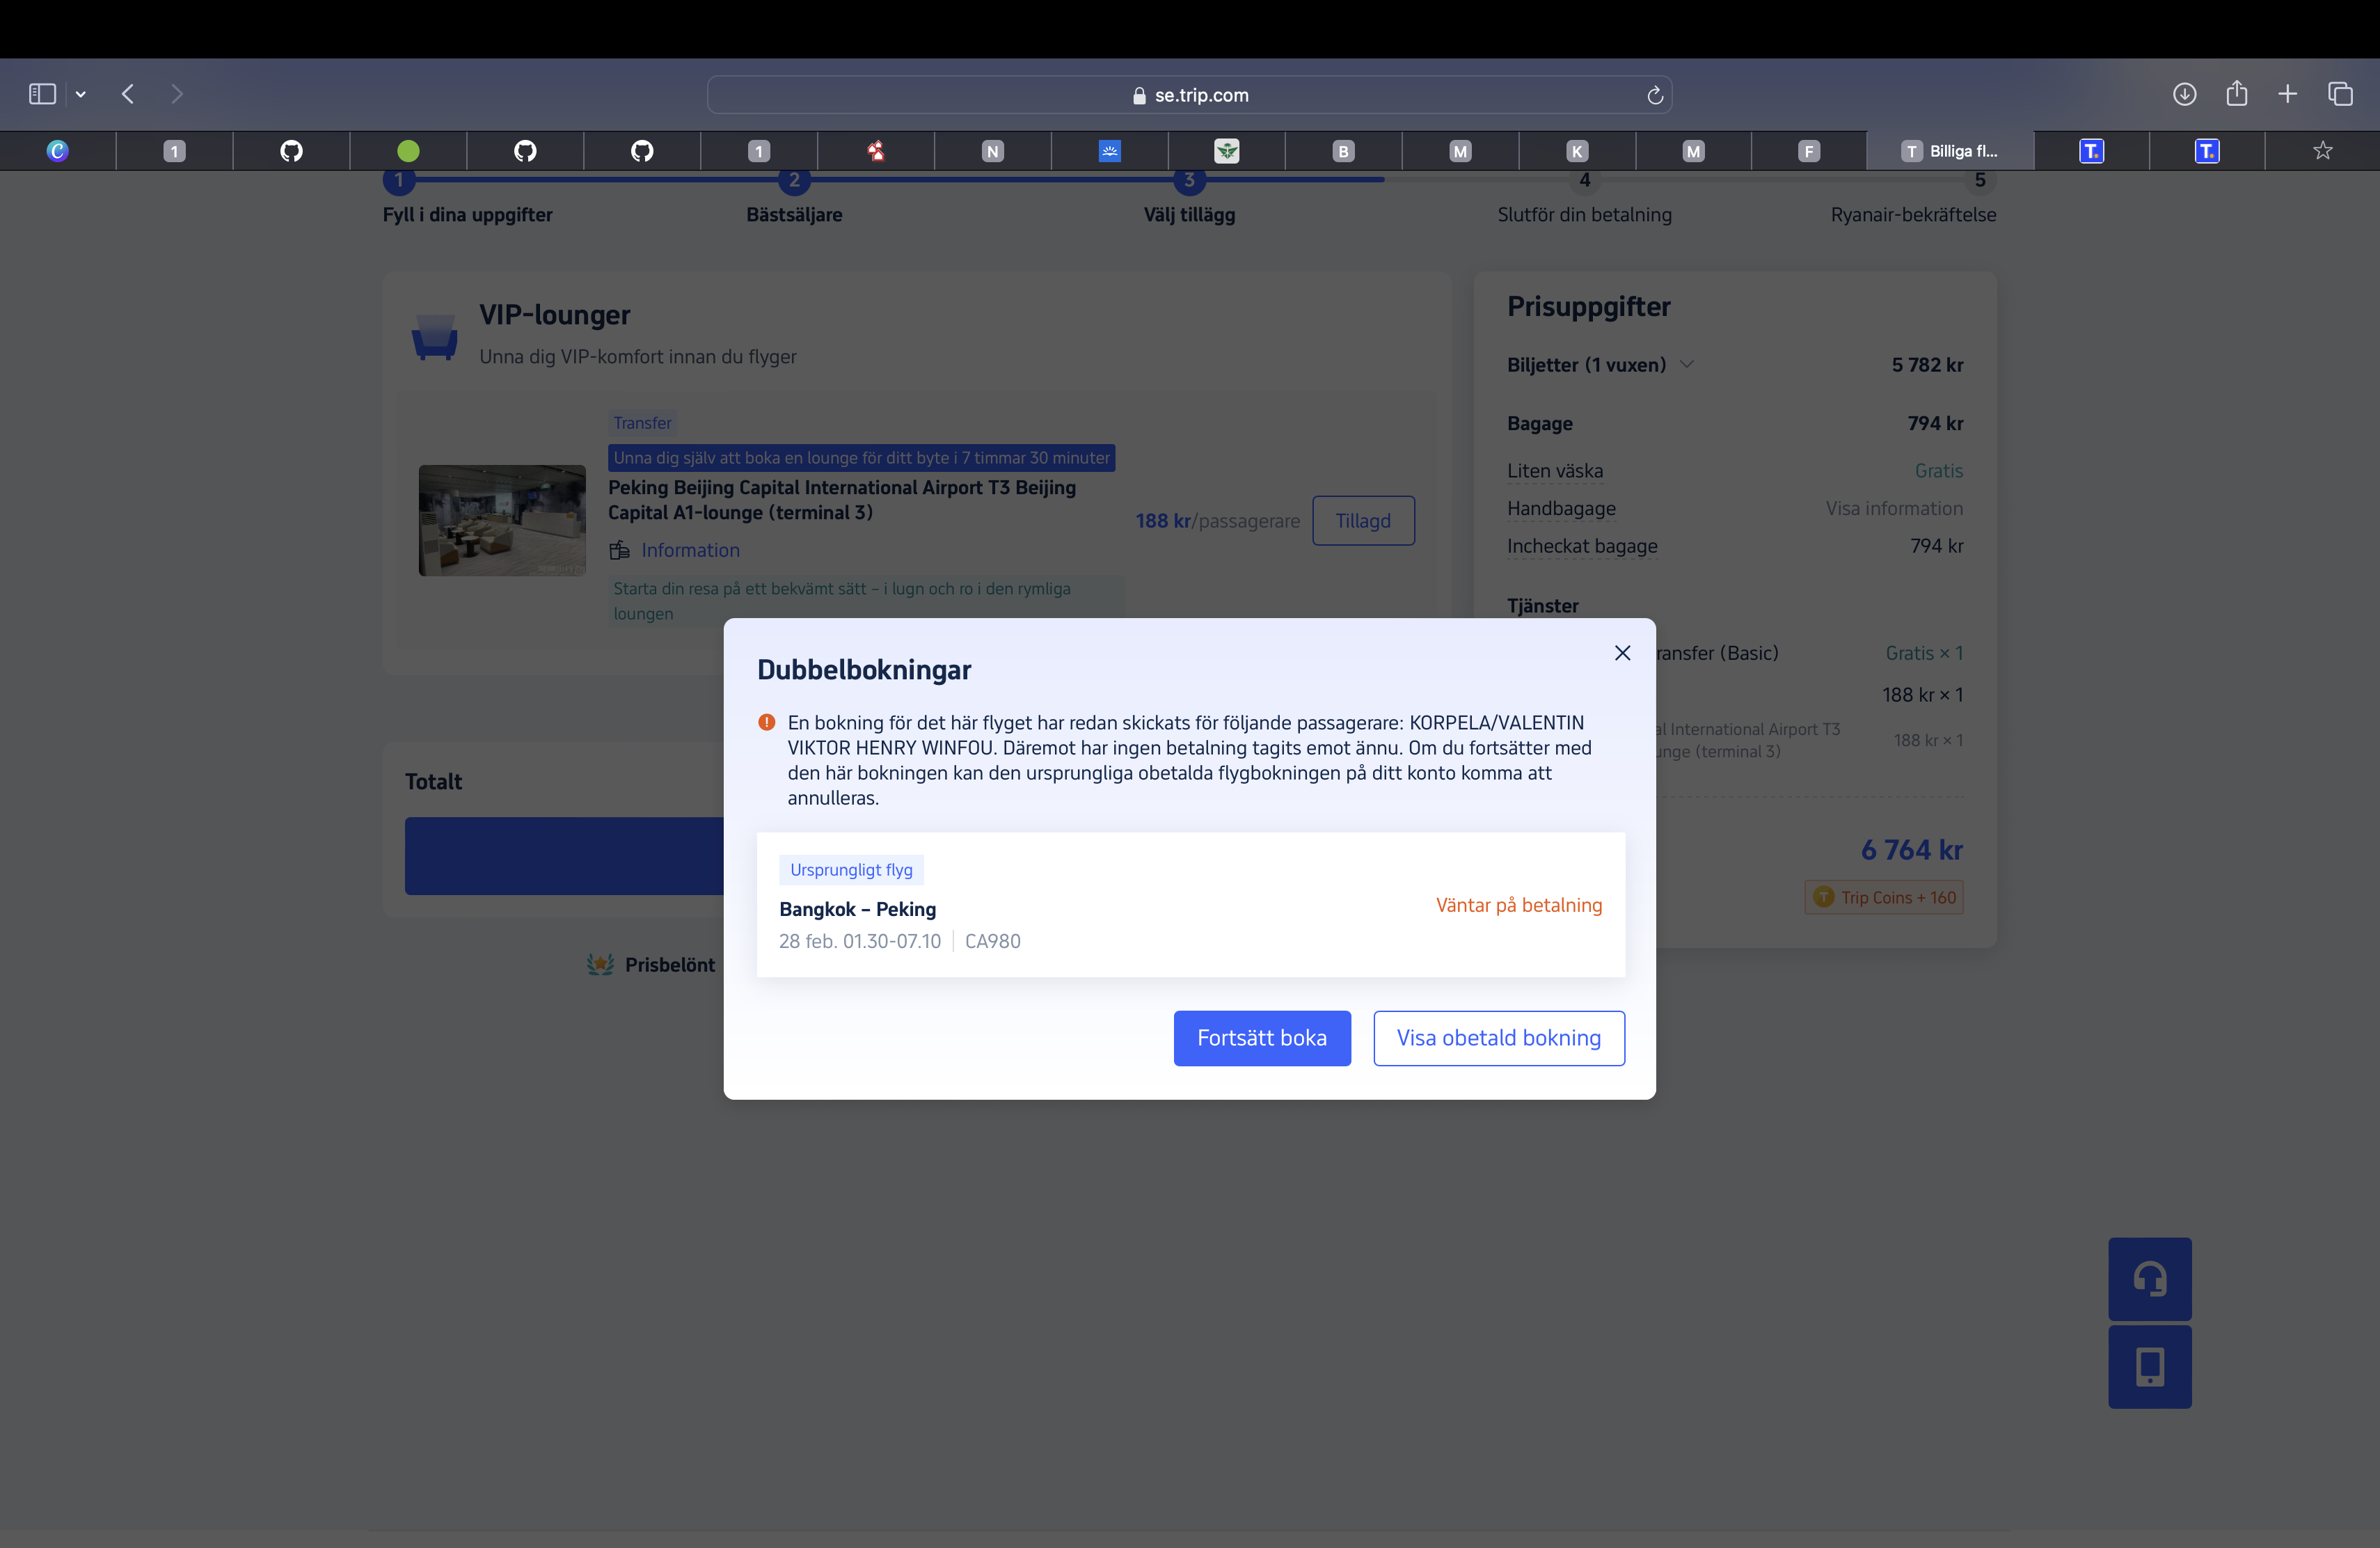 se.trip.com
1
1
N
B
M
K
M
F
T Billiga fl...
T.
T.
1
2
3
4
5
Fyll i dina uppgifter
Bästsäljare
Välj tillägg
Slutför din betalning
Ryanair-bekräftelse
VIP-lounger
Unna dig VIP-komfort innan du flyger
Transfer
Unna dig själv att boka en lounge för ditt byte i 7 timmar 30 minuter
Peking Beijing Capital International Airport T3 Beijing
Capital A1-lounge (terminal 3)
188 kr/passagerare
Tillagd
Information
Starta din resa på ett bekvämt sätt – i lugn och ro i den rymliga
loungen
Totalt
Prisbelönt
Prisuppgifter
Biljetter (1 vuxen) 5 782 kr
Bagage 794 kr
Liten väska Gratis
Handbagage Visa information
Incheckat bagage 794 kr
Tjänster
ransfer (Basic) Gratis × 1
188 kr × 1
al International Airport T3
unge (terminal 3)
188 kr × 1
6 764 kr
T Trip Coins + 160
Dubbelbokningar
En bokning för det här flyget har redan skickats för följande passagerare: KORPELA/VALENTIN
VIKTOR HENRY WINFOU. Däremot har ingen betalning tagits emot ännu. Om du fortsätter med
den här bokningen kan den ursprungliga obetalda flygbokningen på ditt konto komma att
annulleras.
Ursprungligt flyg
Bangkok – Peking
28 feb. 01.30-07.10 CA980
Väntar på betalning
Fortsätt boka
Visa obetald bokning